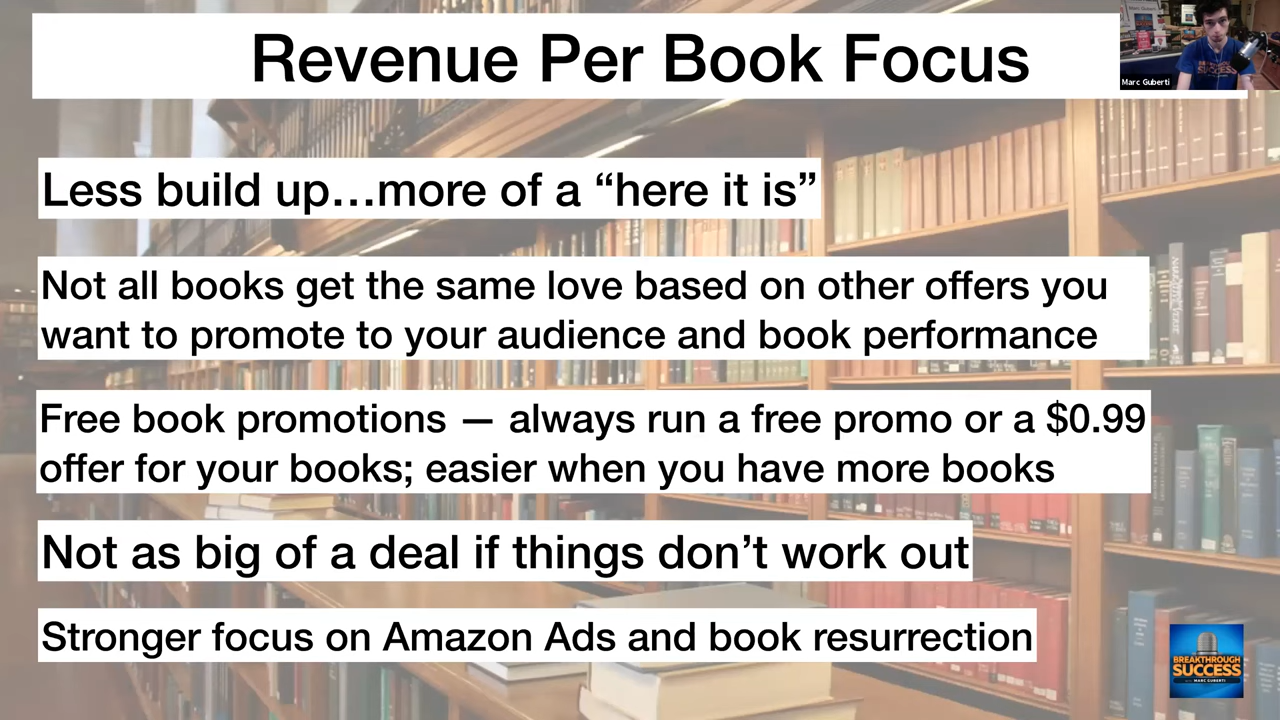 Revenue Per Book Focus
Marc Guberti
Less build up...more of a “here it is”
Not all books get the same love based on other offers you
want to promote to your audience and book performance
Free book promotions — always run a free promo or a $0.99
offer for your books; easier when you have more books
Not as big of a deal if things don’t work out
Stronger focus on Amazon Ads and book resurrection
BREAKTHROUGH
SUCCESS
WITH MARC GUBERTI